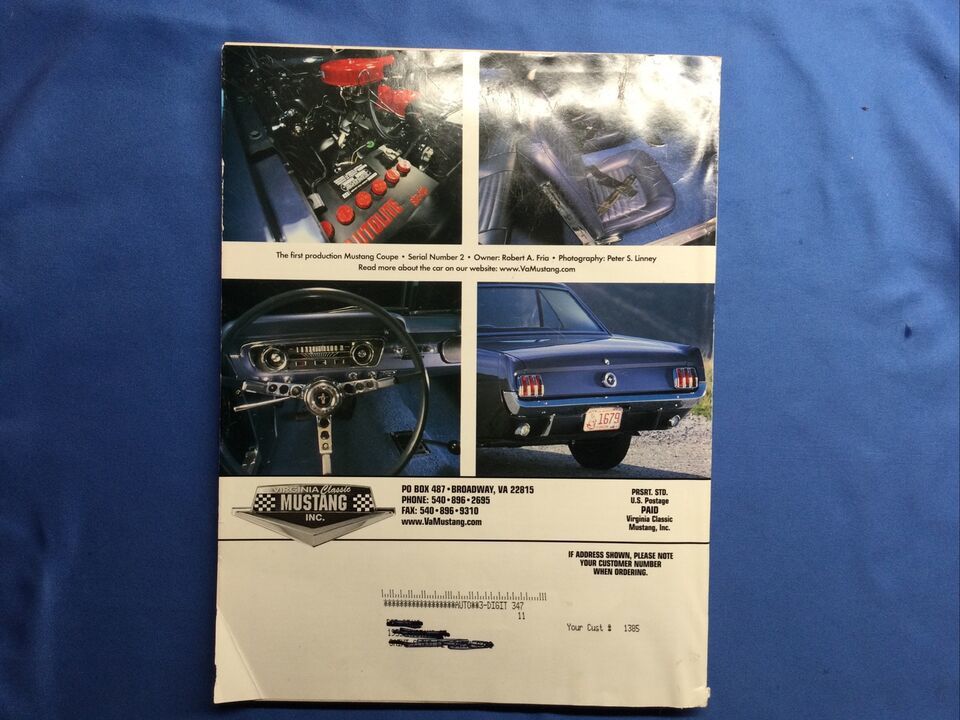 AUTOLITE
The first production Mustang Coupe • Serial Number 2 • Owner: Robert A. Fria • Photography: Peter S. Linney
Read more about the car on our website: www.VaMustang.com
1679
VIRGINIA Classic
MUSTANG
INC.
PO BOX 487 • BROADWAY, VA 22815
PHONE: 540 • 896 • 2695
FAX: 540 • 896 • 9310
www.VaMustang.com
PRSRT. STD.
U.S. Postage
PAID
Virginia Classic
Mustang, Inc.
IF ADDRESS SHOWN, PLEASE NOTE
YOUR CUSTOMER NUMBER
WHEN ORDERING.
******************AUTO**3-DIGIT 347
11
Your Cust # 1385